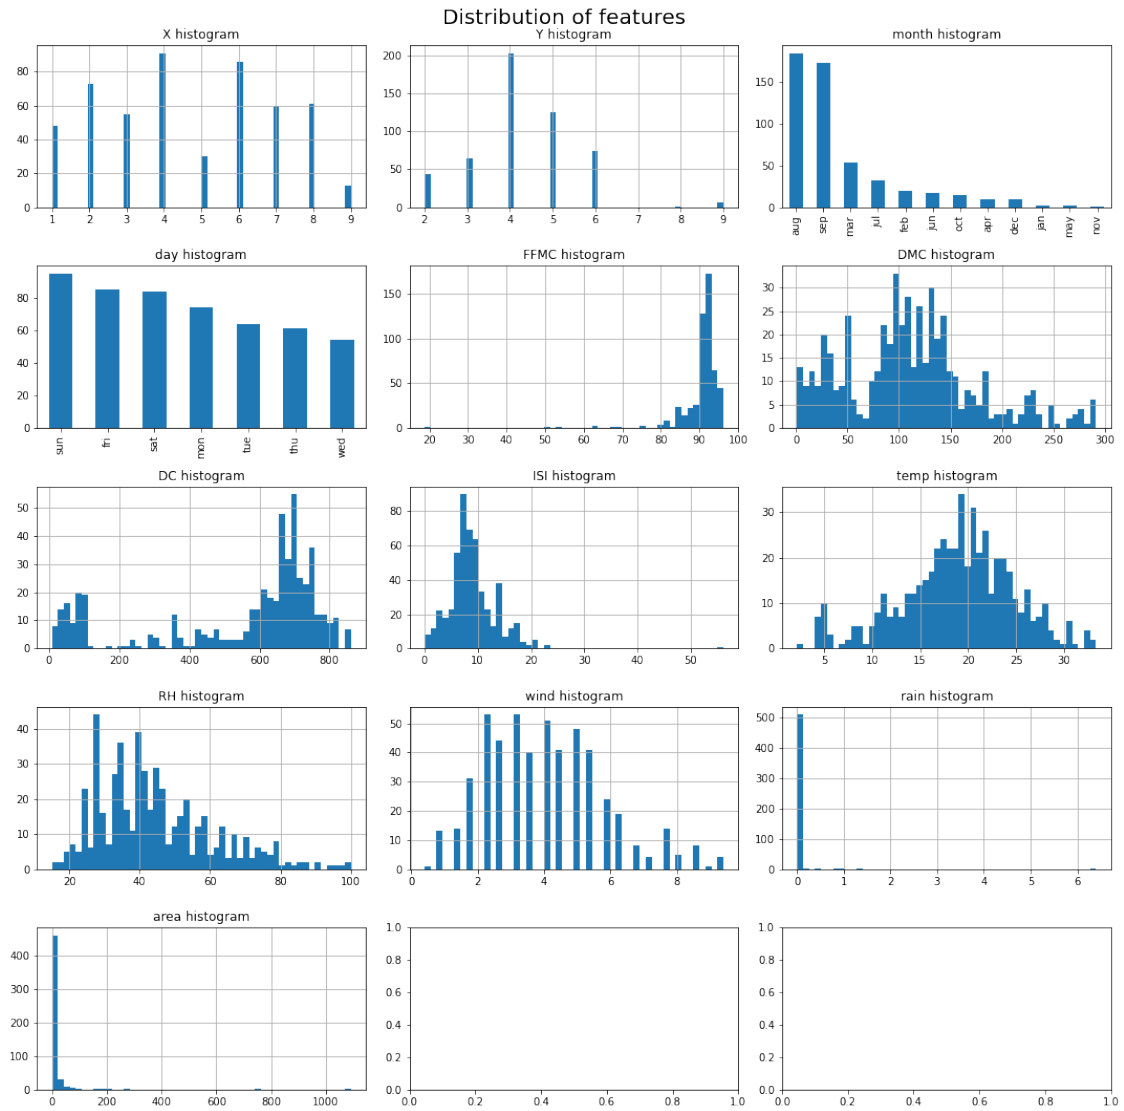 Distribution of features
X histogram
Y histogram
month histogram
80
60
40
20
0
1 2 3 4 5 6 7 8 9
200
150
100
50
0
2 3 4 5 6 7 8 9
150
100
50
0
aug sep mar jul feb jun oct apr dec jan may nov
day histogram
FFMC histogram
DMC histogram
80
60
40
20
0
sun fri sat mon tue thu wed
150
100
50
0
20 30 40 50 60 70 80 90 100
30
25
20
15
10
5
0
0 50 100 150 200 250 300
DC histogram
ISI histogram
temp histogram
50
40
30
20
10
0
0 200 400 600 800
80
60
40
20
0
0 10 20 30 40 50
30
20
10
0
5 10 15 20 25 30
RH histogram
wind histogram
rain histogram
40
30
20
10
0
20 40 60 80 100
50
40
30
20
10
0
2 4 6 8
500
400
300
200
100
0
0 1 2 3 4 5 6
area histogram
400
300
200
100
0
0 200 400 600 800 1000
1.0
0.8
0.6
0.4
0.2
0.0
0.0 0.2 0.4 0.6 0.8 1.0
1.0
0.8
0.6
0.4
0.2
0.0
0.0 0.2 0.4 0.6 0.8 1.0